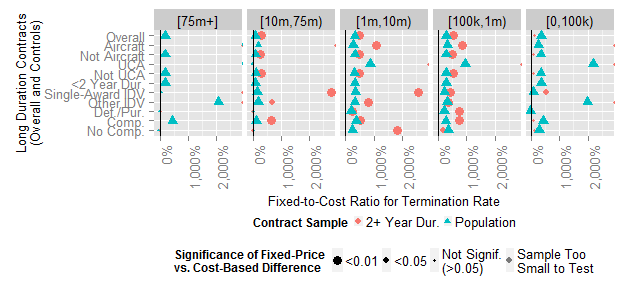 [75m+] [10m,75m) [1m,10m) [100k,1m) [0,100k)
Long Duration Contracts
(Overall and Controls)
Overall
Aircraft
Not Aircraft
UCA
Not UCA
<2 Year Dur.
Single-Award IDV
Other IDV
Def./Pur.
Comp.
No Comp.
0% 1,000% 2,000% 0% 1,000% 2,000% 0% 1,000% 2,000% 0% 1,000% 2,000% 0% 1,000% 2,000%
Fixed-to-Cost Ratio for Termination Rate
Contract Sample 2+ Year Dur. Population
Significance of Fixed-Price
vs. Cost-Based Difference
<0.01 <0.05
Not Signif.
(>0.05)
Sample Too
Small to Test